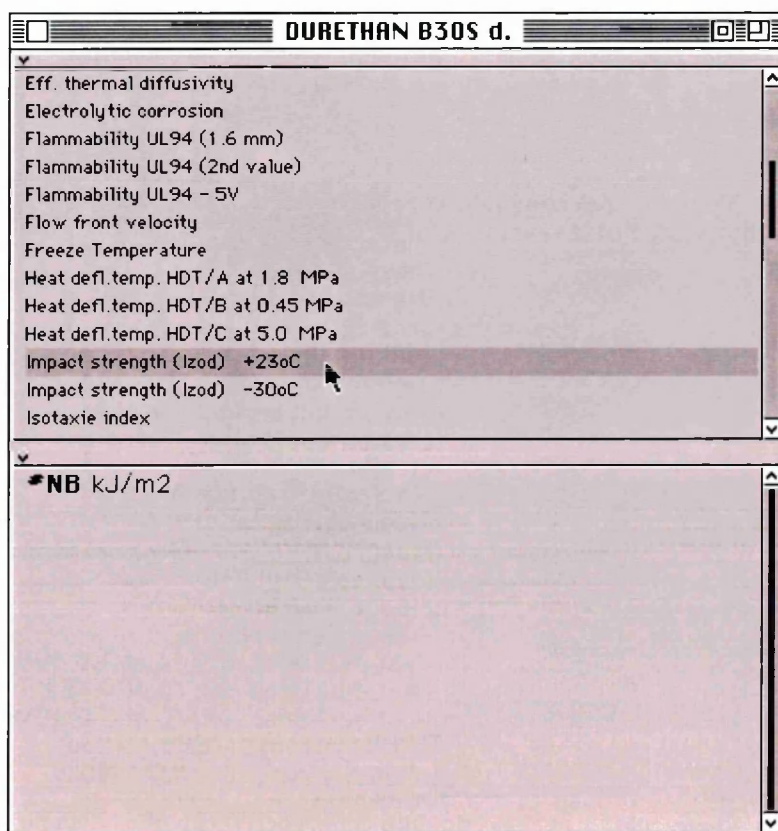 DURETHAN B30S d.
Eff. thermal diffusivity
Electrolytic corrosion
Flammability UL94 (1.6 mm)
Flammability UL94 (2nd value)
Flammability UL94 - 5V
Flow front velocity
Freeze Temperature
Heat defl.temp. HDT/A at 1.8 MPa
Heat defl.temp. HDT/B at 0.45 MPa
Heat defl.temp. HDT/C at 5.0 MPa
Impact strength (Izod) +23oC
Impact strength (Izod) -30oC
Isotaxie index
*NB kJ/m2